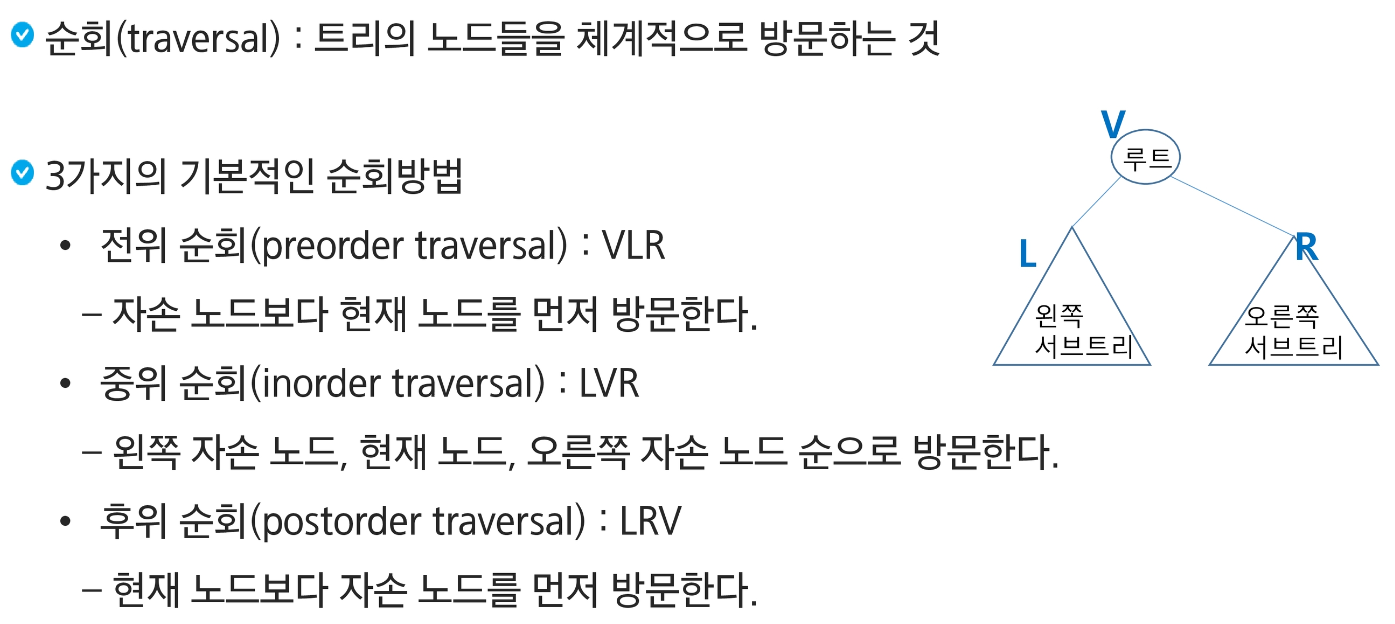 순회(traversal) : 트리의 노드들을 체계적으로 방문하는 것
3가지의 기본적인 순회방법
• 전위 순회(preorder traversal) : VLR
– 자손 노드보다 현재 노드를 먼저 방문한다.
• 중위 순회(inorder traversal) : LVR
– 왼쪽 자손 노드, 현재 노드, 오른쪽 자손 노드 순으로 방문한다.
• 후위 순회(postorder traversal) : LRV
– 현재 노드보다 자손 노드를 먼저 방문한다.
V
루트
L
R
왼쪽
서브트리
오른쪽
서브트리